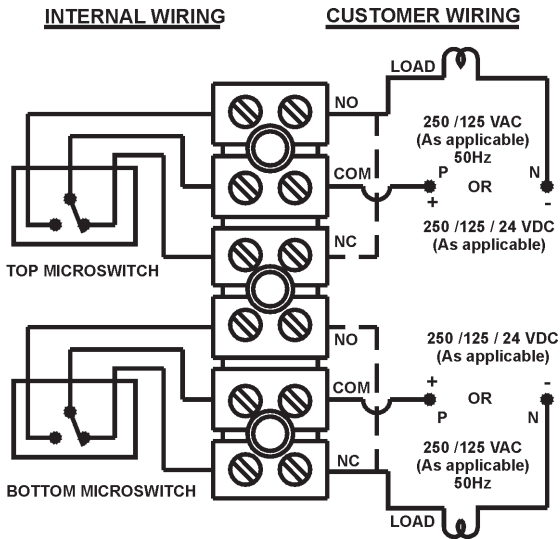 INTERNAL WIRING
CUSTOMER WIRING
LOAD
NO
250 /125 VAC
(As applicable)
50Hz
COM
P
OR
N
+
-
250 /125 / 24 VDC
(As applicable)
NC
TOP MICROSWITCH
NO
250 /125 / 24 VDC
(As applicable)
COM
+
OR
-
P
N
250 /125 VAC
(As applicable)
50Hz
NC
BOTTOM MICROSWITCH
LOAD